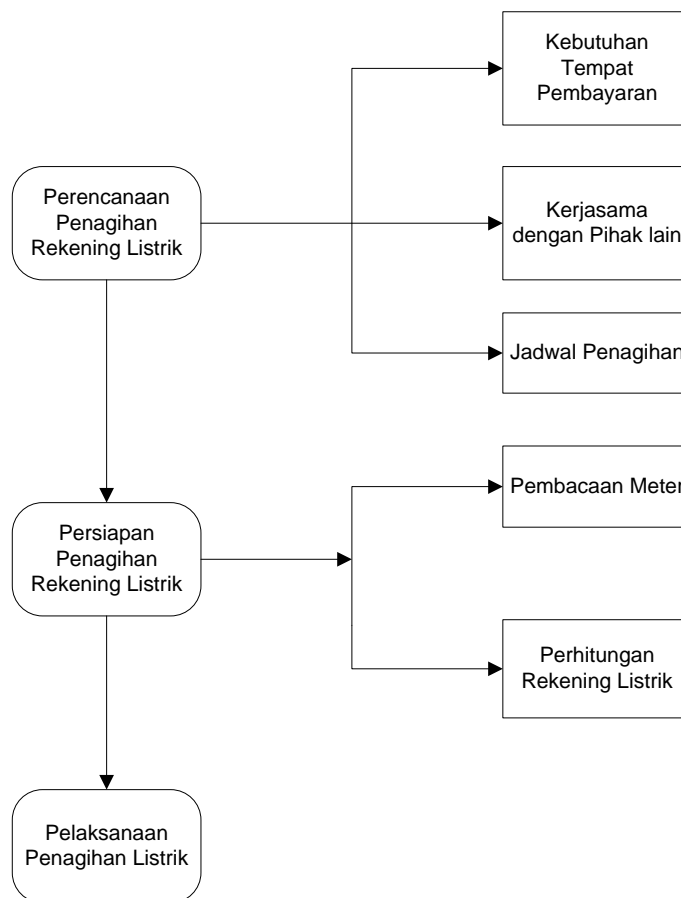 Kebutuhan
Tempat
Pembayaran
Perencanaan
Penagihan
Rekening Listrik
Kerjasama
dengan Pihak lain
Jadwal Penagihan
Pembacaan Meter
Persiapan
Penagihan
Rekening Listrik
Perhitungan
Rekening Listrik
Pelaksanaan
Penagihan Listrik